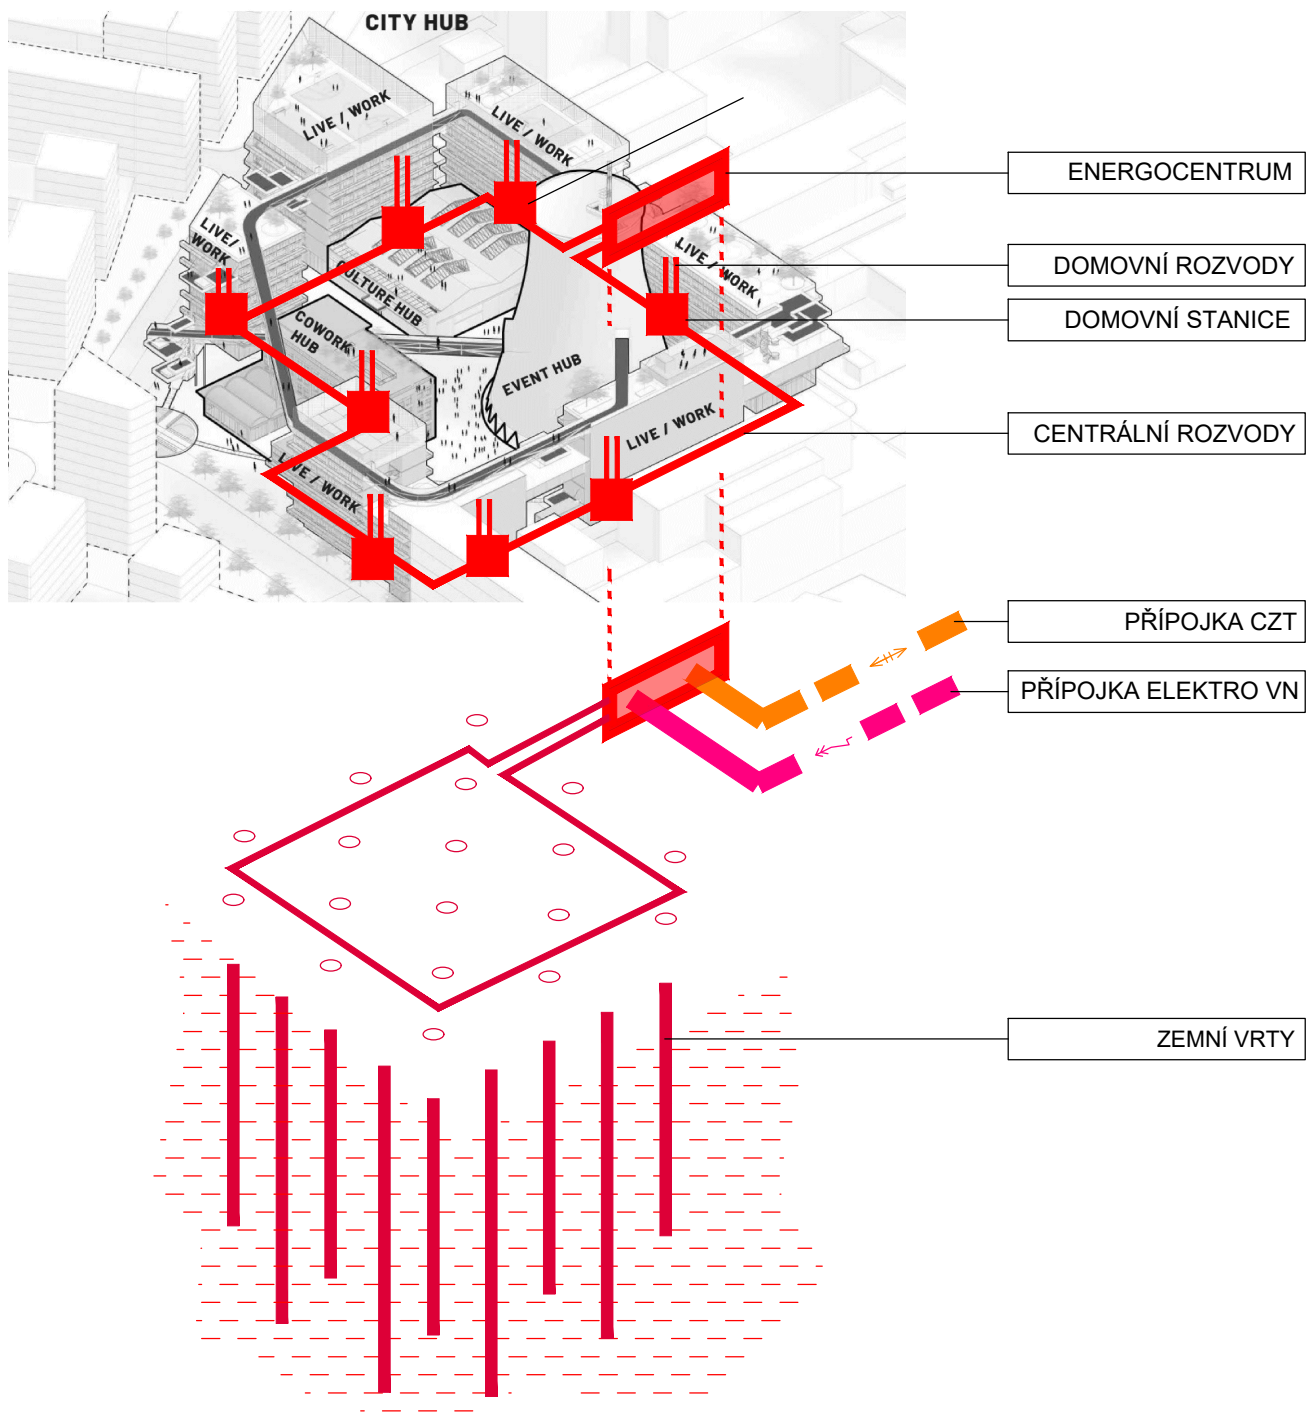 CITY HUB
LIVE / WORK
LIVE / WORK
LIVE/
WORK
LIVE / WORK
CULTURE HUB
COWORK
HUB
EVENT HUB
LIVE / WORK
LIVE / WORK
ENERGOCENTRUM
DOMOVNÍ ROZVODY
DOMOVNÍ STANICE
CENTRÁLNÍ ROZVODY
PŘÍPOJKA CZT
PŘÍPOJKA ELEKTRO VN
ZEMNÍ VRTY